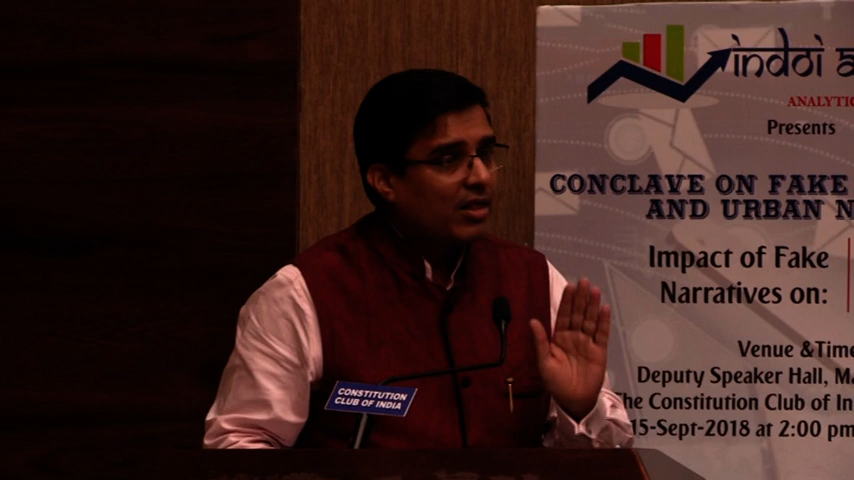 indoi
ANALYTIC
Presents
CONCLAVE ON FAKE
AND URBAN N
Impact of Fake
Narratives on:
Venue & Time
Deputy Speaker Hall, Ma
The Constitution Club of In
15-Sept-2018 at 2:00 pm
CONSTITUTION
CLUB OF INDIA